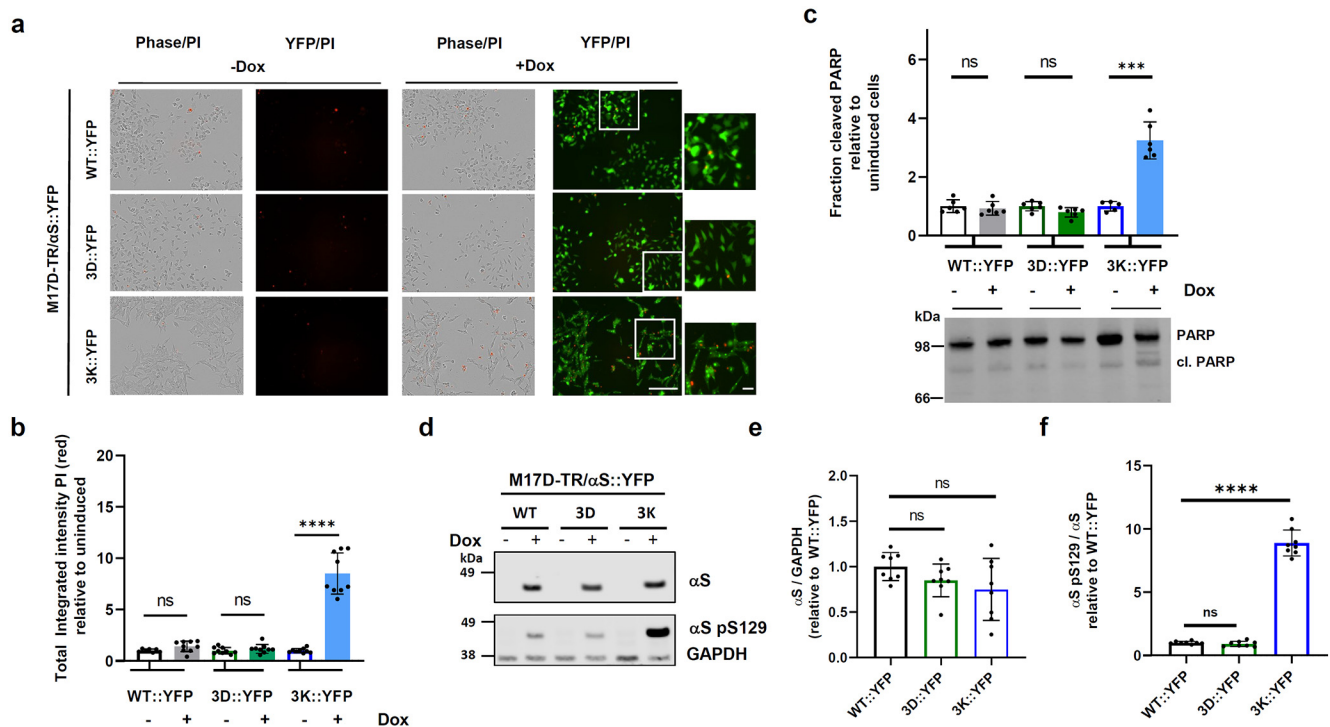 a
Phase/PI YFP/PI Phase/PI YFP/PI
-Dox +Dox
M17D-TR/αS::YFP
WT::YFP
3D::YFP
3K::YFP
b
Total Integrated intensity PI (red)
relative to uninduced
20
15
10
5
0
ns ns ****
WT::YFP 3D::YFP 3K::YFP
- + - + - + Dox
c
Fraction cleaved PARP
relative to
uninduced cells
6
4
2
0
ns ns ***
WT::YFP 3D::YFP 3K::YFP
- + - + - + Dox
kDa
98
66
PARP
cl. PARP
d
M17D-TR/αS::YFP
WT 3D 3K
Dox - + - + - +
kDa
49
αS
49
αS pS129
38
GAPDH
e
αS / GAPDH
(relative to WT::YFP)
2.0
1.5
1.0
0.5
0.0
ns
ns
WT::YFP
3D::YFP
3K::YFP
f
αS pS129 / αS
relative to WT::YFP
15
10
5
0
****
ns
WT::YFP
3D::YFP
3K::YFP